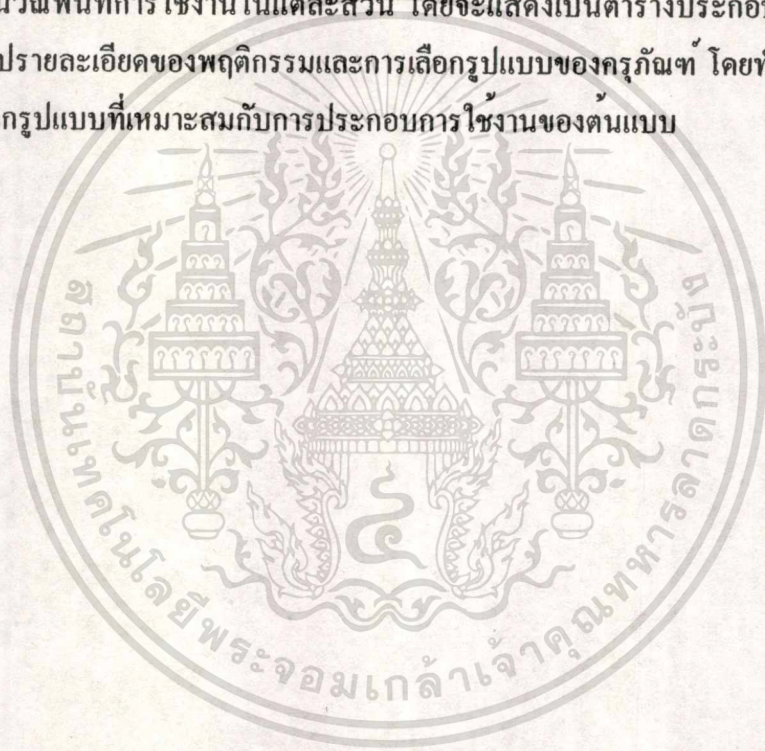 นวณพื้นที่การใช้งานในแต่ละส่วน โดยจะแสดงเป็นตารางประกอบ
ปรายละเอียดของพฤติกรรมและการเลือกรูปแบบของครุภัณฑ์ โดยท
กรูปแบบที่เหมาะสมกับการประกอบการใช้งานของต้นแบบ
สถาบันเทคโนโลยีพระจอมเกล้าเจ้าคุณทหารลาดกระบัง